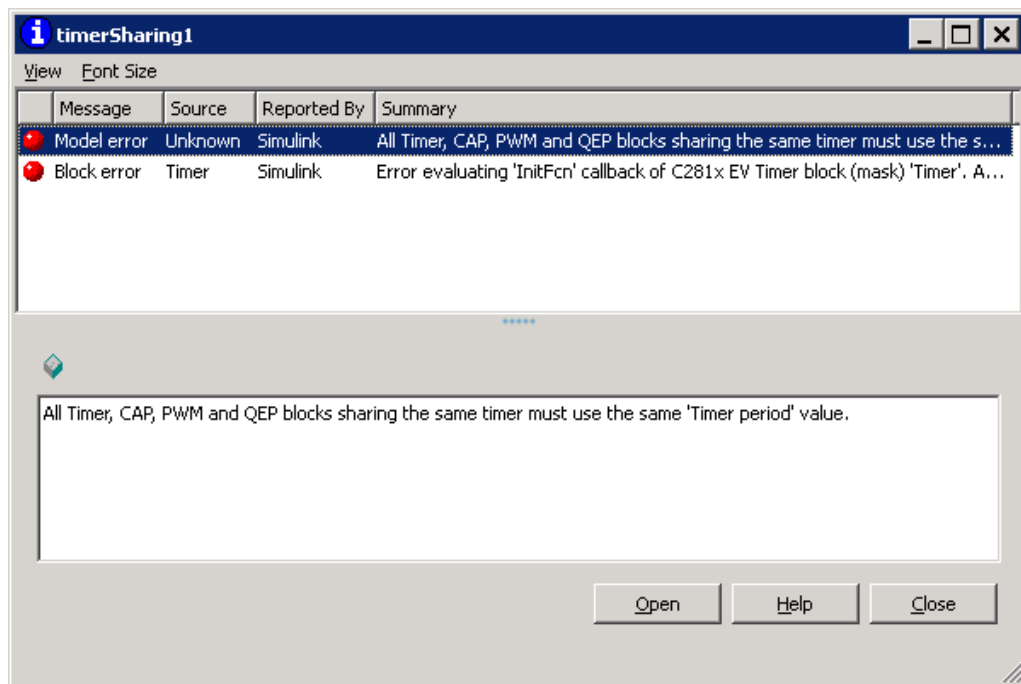 timerSharing1
View Font Size
Message Source Reported By Summary
Model error Unknown Simulink All Timer, CAP, PWM and QEP blocks sharing the same timer must use the s...
Block error Timer Simulink Error evaluating 'InitFcn' callback of C281x EV Timer block (mask) 'Timer'. A...
All Timer, CAP, PWM and QEP blocks sharing the same timer must use the same 'Timer period' value.
Open Help Close